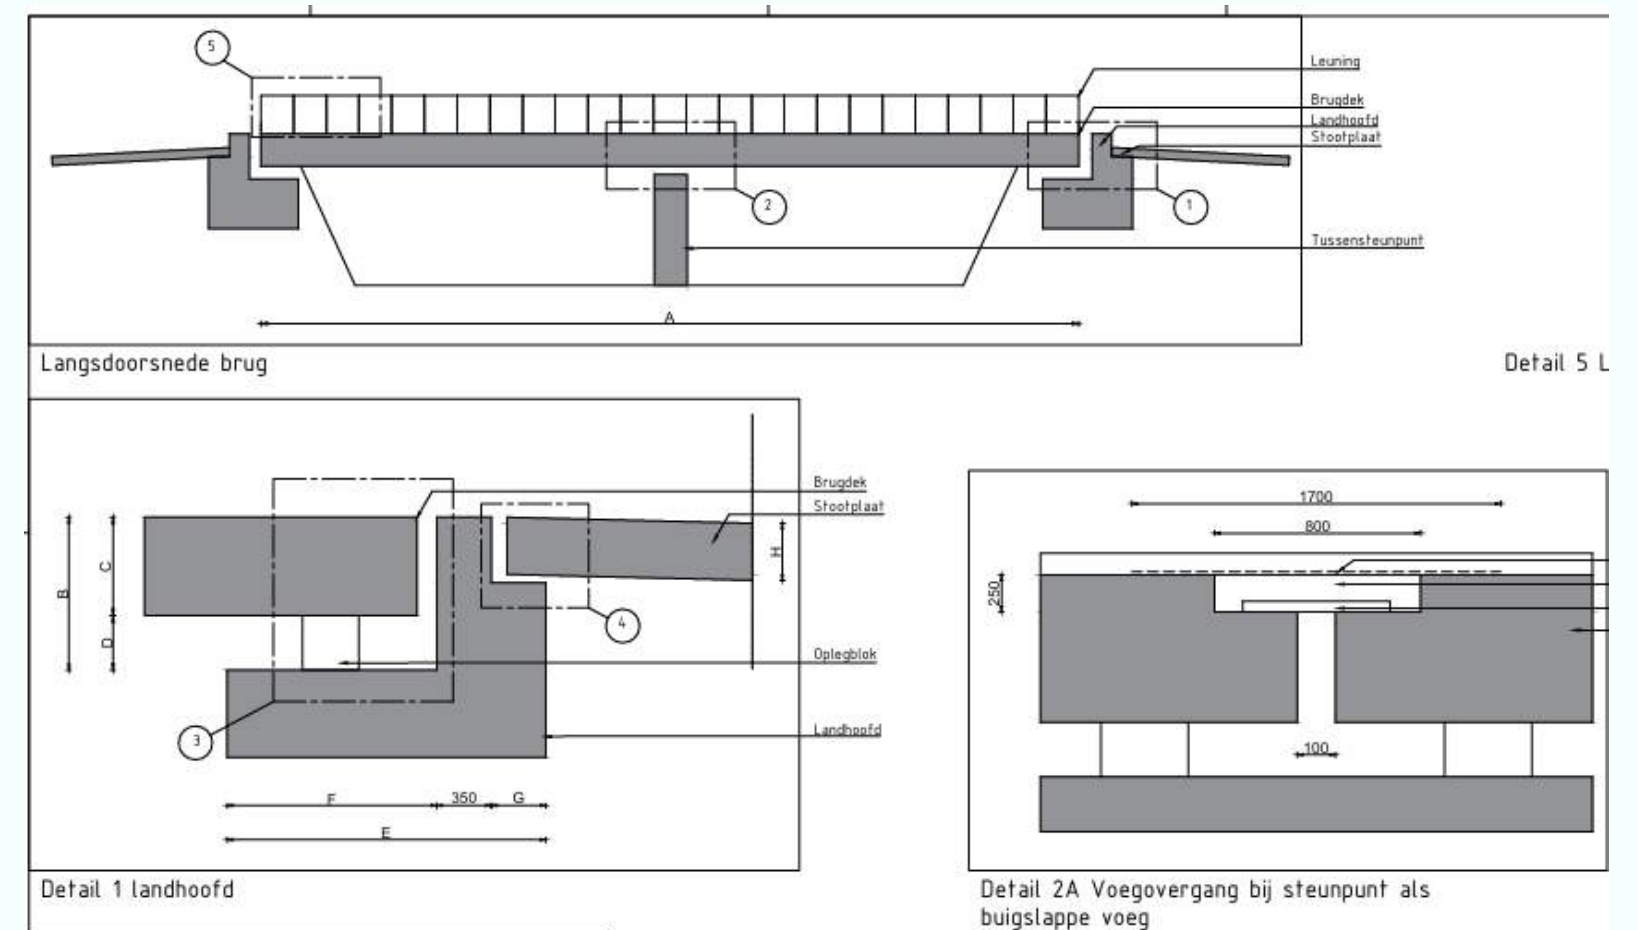 5
Leuning
Brugdek
Landhoofd
Stootplaat
2
1
Tussensteunpunt
A
Langsdoorsnede brug
Detail 5 L
Brugdek
Stootplaat
B
C
D
H
4
Oplegblok
3
Landhoofd
F
350
G
E
Detail 1 landhoofd
1700
800
250
100
Detail 2A Voegovergang bij steunpunt als
buigslappe voeg